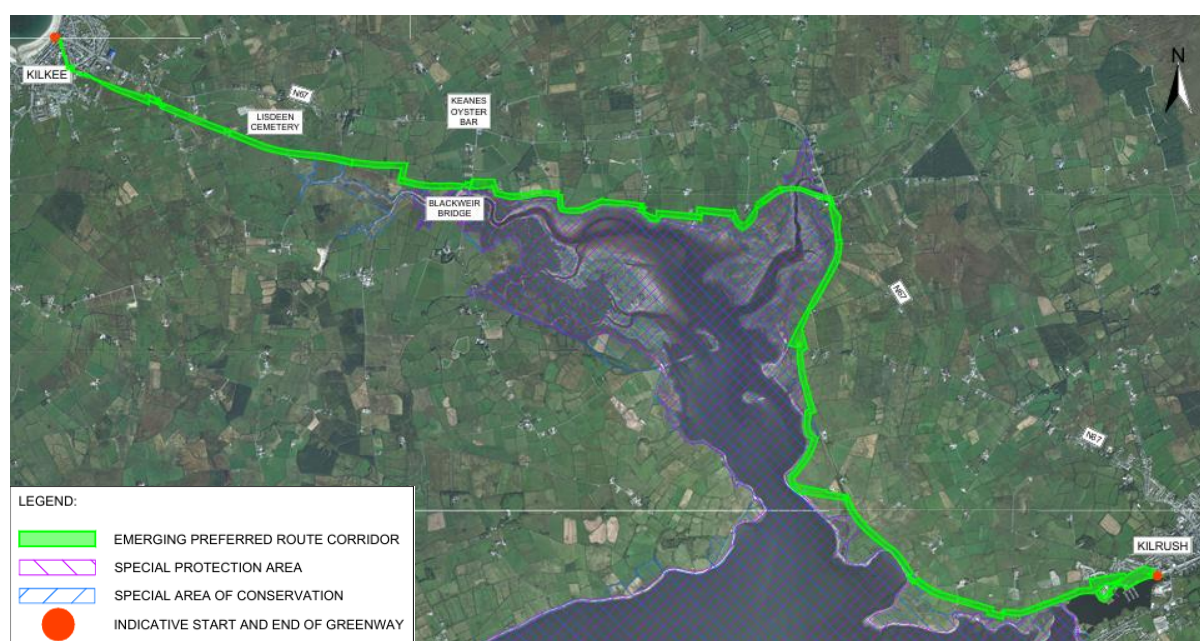 N
KILKEE
N67
LISDEEN
CEMETERY
KEANES
OYSTER
BAR
BLACKWEIR
BRIDGE
N67
N67
KILRUSH
LEGEND:
EMERGING PREFERRED ROUTE CORRIDOR
SPECIAL PROTECTION AREA
SPECIAL AREA OF CONSERVATION
INDICATIVE START AND END OF GREENWAY